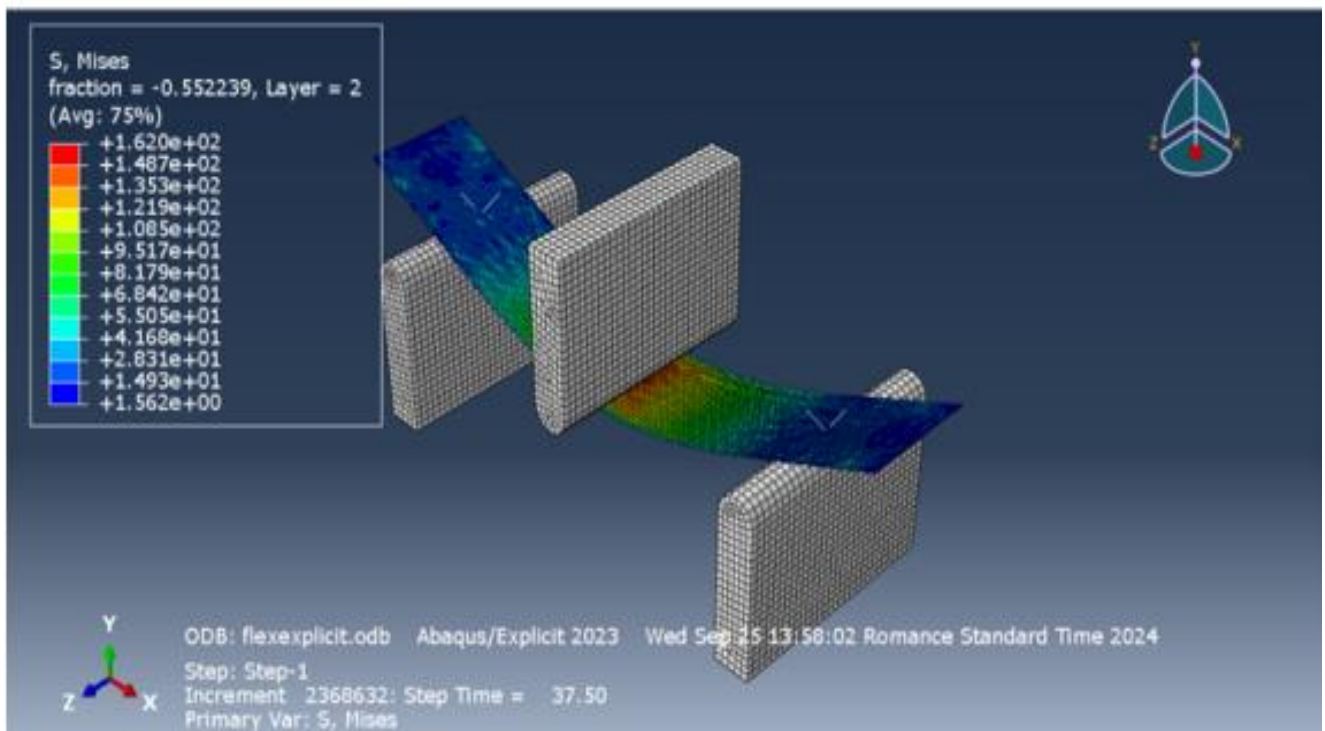 S, Mises
fraction = -0.552239, Layer = 2
(Avg: 75%)
+1.620e+02
+1.487e+02
+1.353e+02
+1.219e+02
+1.085e+02
+9.517e+01
+8.179e+01
+6.842e+01
+5.505e+01
+4.168e+01
+2.831e+01
+1.493e+01
+1.562e+00
Y
Z
X
Y
Z
X
ODB: flexexplicit.odb    Abaqus/Explicit 2023    Wed Sep 25 13:58:02 Romance Standard Time 2024
Step: Step-1
Increment   2368632: Step Time =    37.50
Primary Var: S, Mises